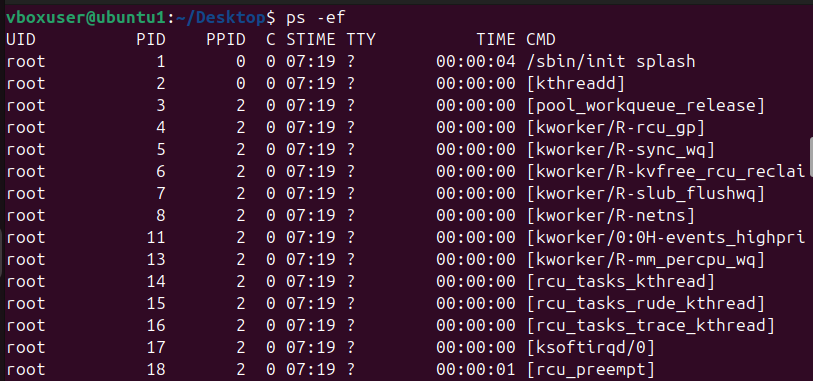 vboxuser@ubuntu1:~/Desktop$ ps -ef
UID          PID    PPID  C STIME TTY          TIME CMD
root           1       0  0 07:19 ?        00:00:04 /sbin/init splash
root           2       0  0 07:19 ?        00:00:00 [kthreadd]
root           3       2  0 07:19 ?        00:00:00 [pool_workqueue_release]
root           4       2  0 07:19 ?        00:00:00 [kworker/R-rcu_gp]
root           5       2  0 07:19 ?        00:00:00 [kworker/R-sync_wq]
root           6       2  0 07:19 ?        00:00:00 [kworker/R-kvfree_rcu_reclai
root           7       2  0 07:19 ?        00:00:00 [kworker/R-slub_flushwq]
root           8       2  0 07:19 ?        00:00:00 [kworker/R-netns]
root          11       2  0 07:19 ?        00:00:00 [kworker/0:0H-events_highpri
root          13       2  0 07:19 ?        00:00:00 [kworker/R-mm_percpu_wq]
root          14       2  0 07:19 ?        00:00:00 [rcu_tasks_kthread]
root          15       2  0 07:19 ?        00:00:00 [rcu_tasks_rude_kthread]
root          16       2  0 07:19 ?        00:00:00 [rcu_tasks_trace_kthread]
root          17       2  0 07:19 ?        00:00:00 [ksoftirqd/0]
root          18       2  0 07:19 ?        00:00:01 [rcu_preempt]